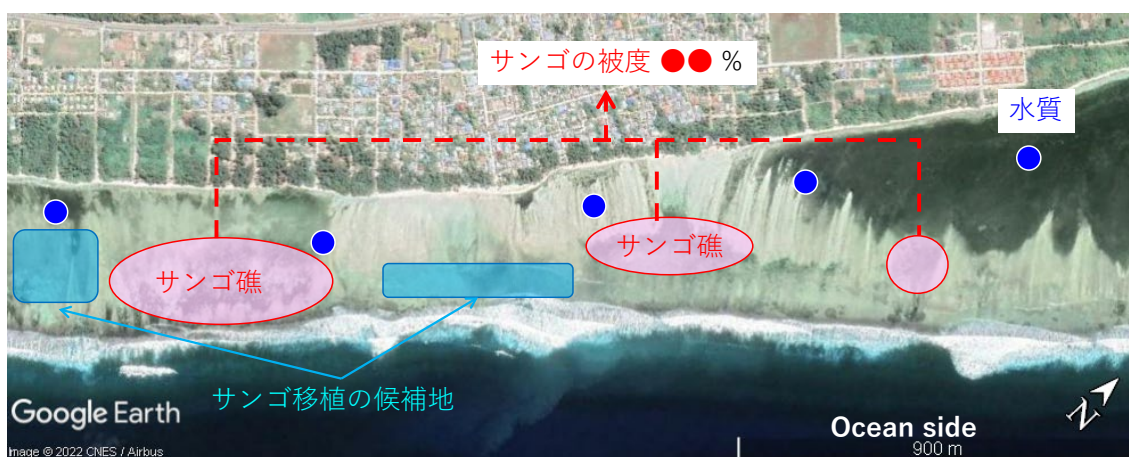 サンゴの被度 ●● %
水質
サンゴ礁
サンゴ礁
サンゴ移植の候補地
Google Earth
Image © 2022 CNES / Airbus
Ocean side
900 m
N